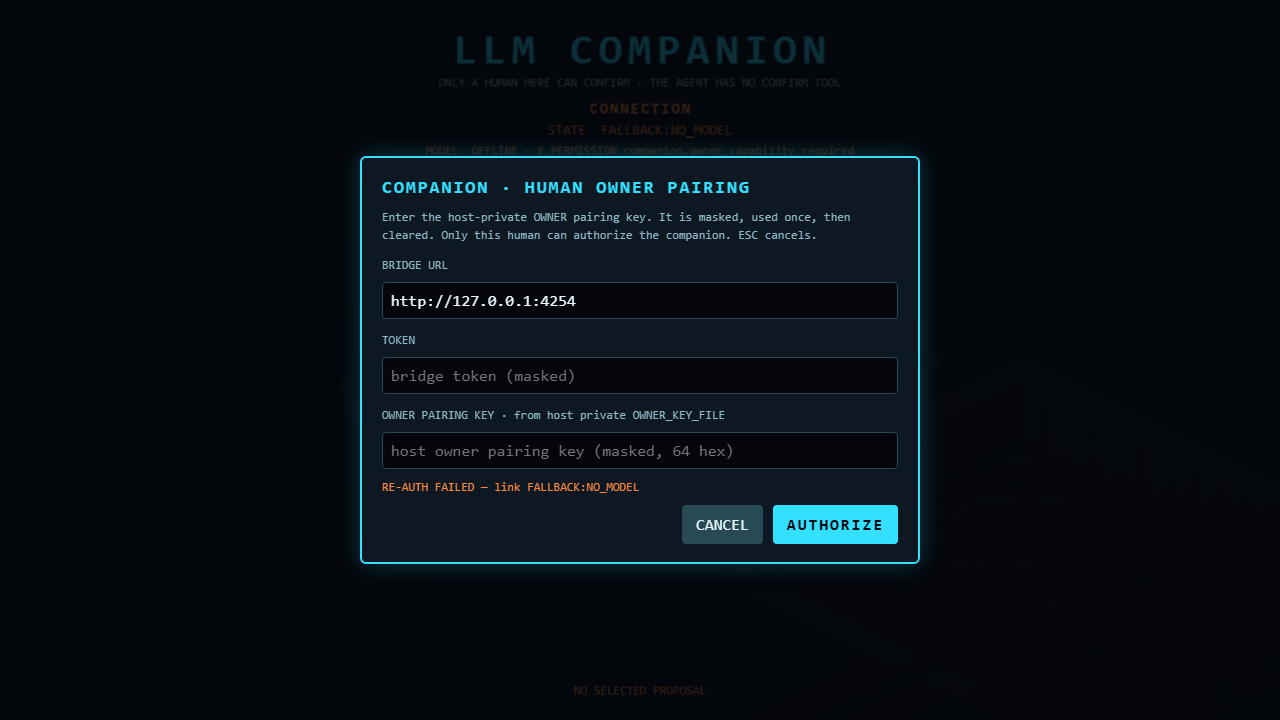 LLM COMPANION
ONLY A HUMAN HERE CAN CONFIRM · THE AGENT HAS NO CONFIRM TOOL
CONNECTION
STATE FALLBACK:NO_MODEL
MODEL OFFLINE - E_PERMISSION companion.owner capability required
COMPANION · HUMAN OWNER PAIRING
Enter the host-private OWNER pairing key. It is masked, used once, then
cleared. Only this human can authorize the companion. ESC cancels.
BRIDGE URL
http://127.0.0.1:4254
TOKEN
bridge token (masked)
OWNER PAIRING KEY · from host private OWNER_KEY_FILE
host owner pairing key (masked, 64 hex)
RE-AUTH FAILED — link FALLBACK:NO_MODEL
CANCEL AUTHORIZE
NO SELECTED PROPOSAL